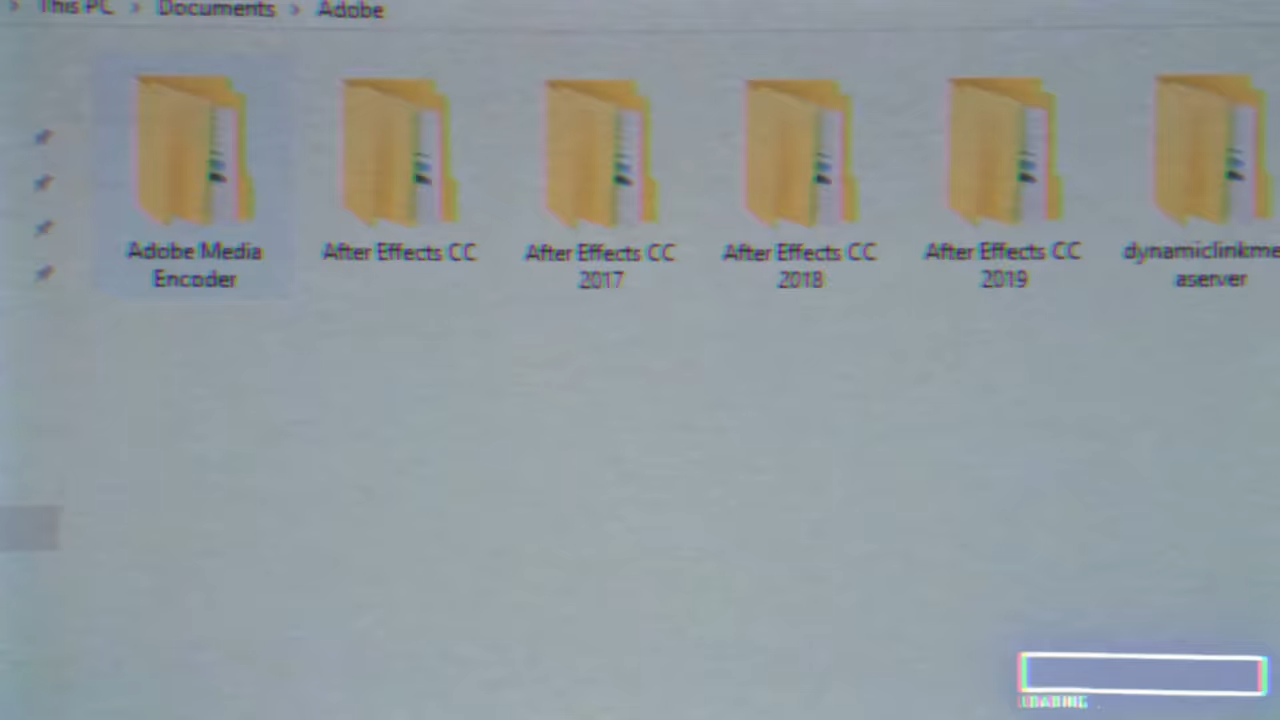 This PC > Documents > Adobe
Adobe Media
Encoder
After Effects CC
After Effects CC
2017
After Effects CC
2018
After Effects CC
2019
dynamiclinkme
aserver
LOADING